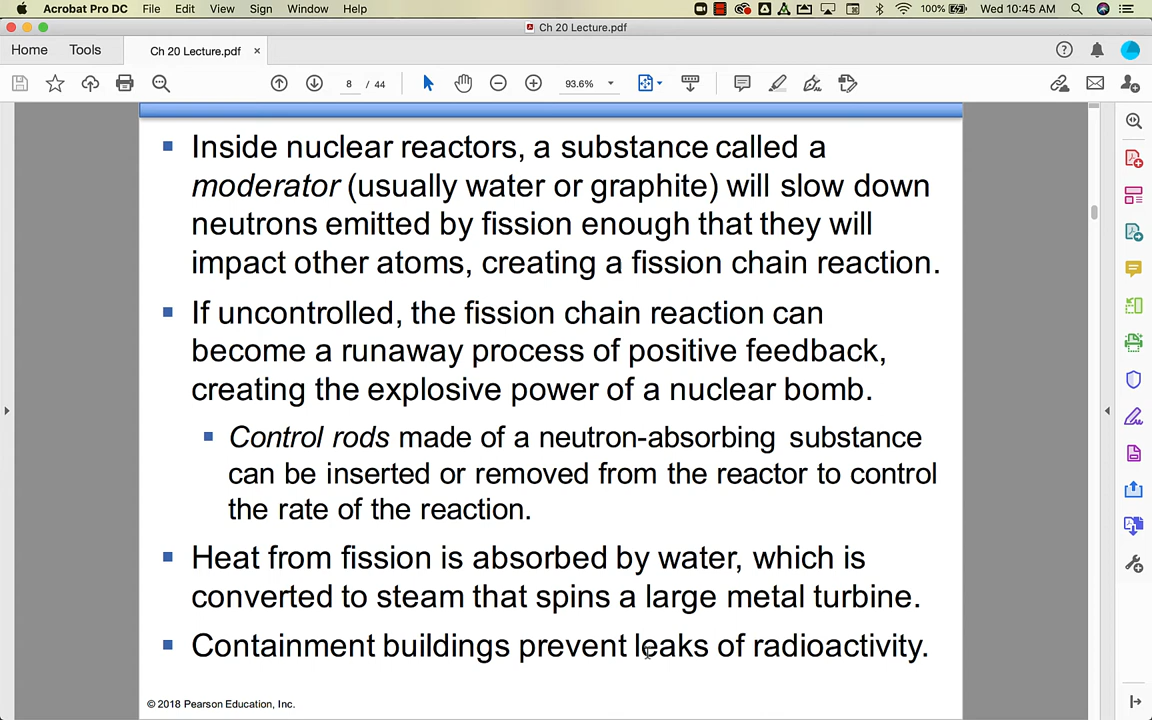 Acrobat Pro DC File Edit View Sign Window Help 100% Wed 10:45 AM
Ch 20 Lecture.pdf
Home Tools Ch 20 Lecture.pdf ×
8 / 44 93.6%
Inside nuclear reactors, a substance called a
moderator (usually water or graphite) will slow down
neutrons emitted by fission enough that they will
impact other atoms, creating a fission chain reaction.
If uncontrolled, the fission chain reaction can
become a runaway process of positive feedback,
creating the explosive power of a nuclear bomb.
Control rods made of a neutron-absorbing substance
can be inserted or removed from the reactor to control
the rate of the reaction.
Heat from fission is absorbed by water, which is
converted to steam that spins a large metal turbine.
Containment buildings prevent leaks of radioactivity.
© 2018 Pearson Education, Inc.